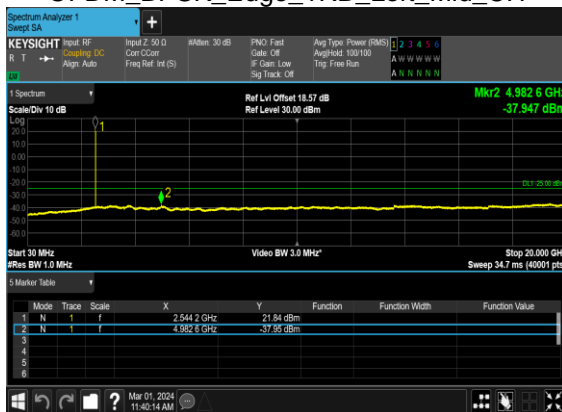 Spectrum Analyzer 1
Swept SA
KEYSIGHT
R T
Input: RF
Coupling: DC
Align: Auto
Input Z: 50 Ω
Corr CCorr
Freq Ref: Int (S)
#Atten: 30 dB
PNO: Fast
Gate: Off
IF Gain: Low
Sig Track: Off
Avg Type: Power (RMS)
Avg|Hold: 100/100
Trig: Free Run
1 2 3 4 5 6
A W W W W W
A N N N N N
1 Spectrum
Scale/Div 10 dB
Ref Lvl Offset 18.57 dB
Ref Level 30.00 dBm
Mkr2 4.982 6 GHz
-37.947 dBm
Log
20.0
10.0
0.00
-10.0
-20.0
-30.0
-40.0
-50.0
-60.0
1
2
Start 30 MHz
#Res BW 1.0 MHz
Video BW 3.0 MHz*
Stop 20.000 GH
Sweep 34.7 ms (40001 pts
5 Marker Table
Mode Trace Scale X Y Function Function Width Function Value
1 N 1 f 2.544 2 GHz 21.84 dBm
2 N 1 f 4.982 6 GHz -37.95 dBm
3
4
5
6
?
Mar 01, 2024
11:40:14 AM